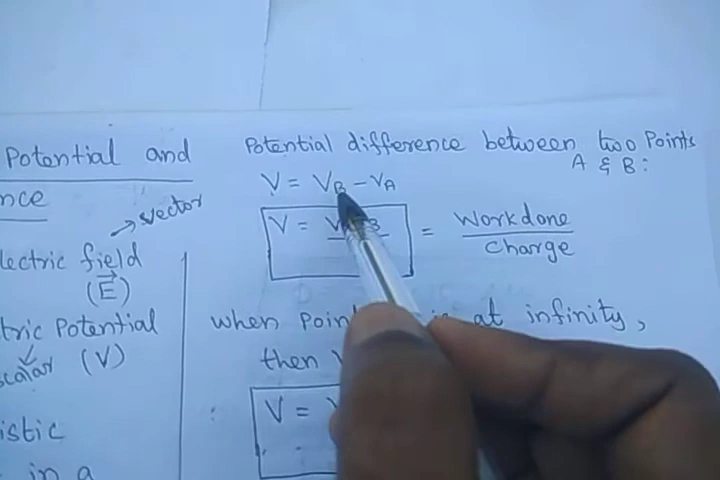 Potential and
nce
vector
lectric field
(E)
tric Potential
scalar (V)
istic
in a
Potential difference between two Points
A & B:
V = VB - VA
V =
= Workdone
Charge
when Poin at infinity,
then
V =